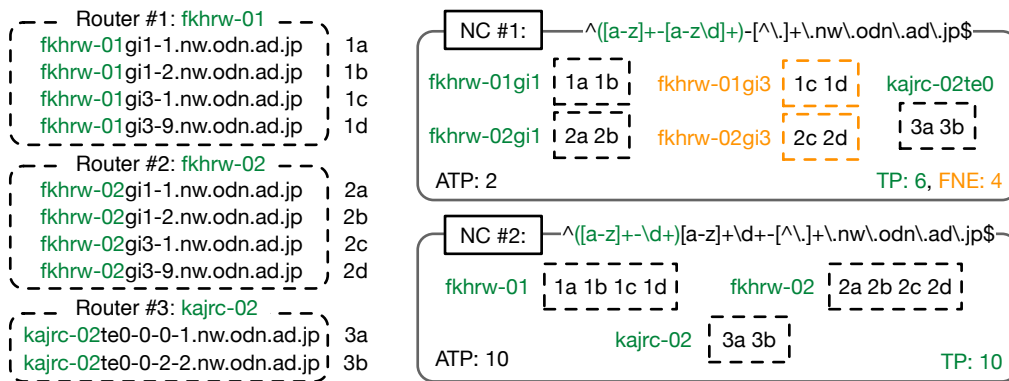 Router #1: fkhrw-01
fkhrw-01gi1-1.nw.odn.ad.jp 1a
fkhrw-01gi1-2.nw.odn.ad.jp 1b
fkhrw-01gi3-1.nw.odn.ad.jp 1c
fkhrw-01gi3-9.nw.odn.ad.jp 1d
Router #2: fkhrw-02
fkhrw-02gi1-1.nw.odn.ad.jp 2a
fkhrw-02gi1-2.nw.odn.ad.jp 2b
fkhrw-02gi3-1.nw.odn.ad.jp 2c
fkhrw-02gi3-9.nw.odn.ad.jp 2d
Router #3: kajrc-02
kajrc-02te0-0-0-1.nw.odn.ad.jp 3a
kajrc-02te0-0-2-2.nw.odn.ad.jp 3b
NC #1: ^([a-z]+-[a-z\d]+)-[^\.]+\.nw\.odn\.ad\.jp$
fkhrw-01gi1 1a 1b fkhrw-01gi3 1c 1d kajrc-02te0
fkhrw-02gi1 2a 2b fkhrw-02gi3 2c 2d 3a 3b
ATP: 2 TP: 6, FNE: 4
NC #2: ^([a-z]+-\d+)[a-z]+\d+-[^\.]+\.nw\.odn\.ad\.jp$
fkhrw-01 1a 1b 1c 1d fkhrw-02 2a 2b 2c 2d
kajrc-02 3a 3b
ATP: 10 TP: 10